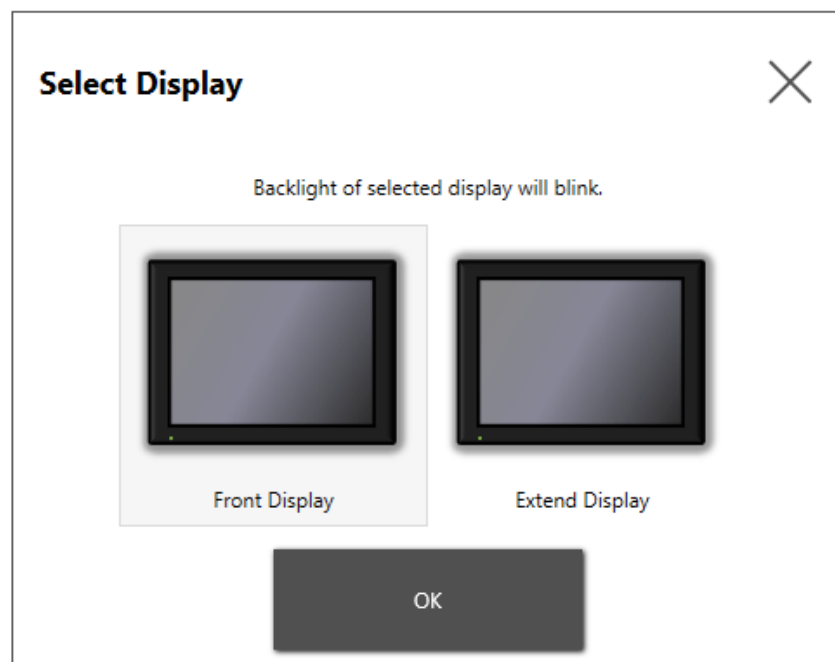 Select Display
Backlight of selected display will blink.
Front Display
Extend Display
OK